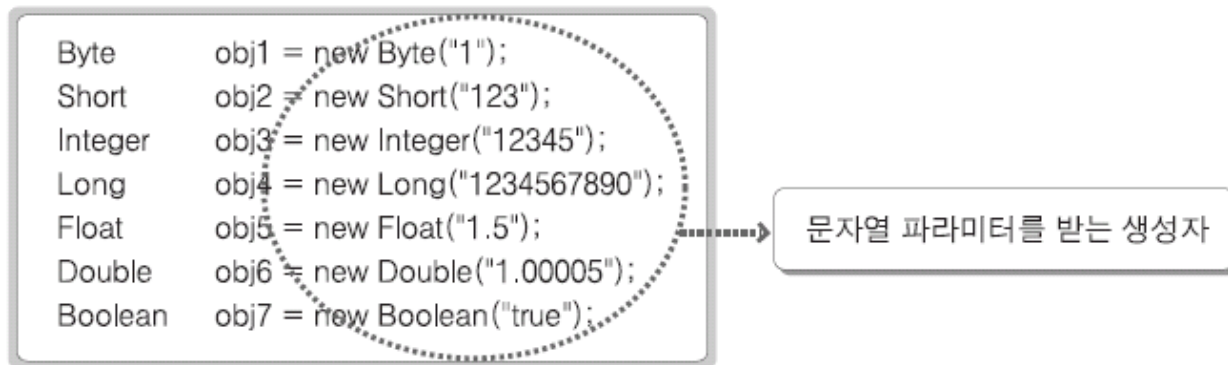 Byte obj1 = new Byte("1");
Short obj2 = new Short("123");
Integer obj3 = new Integer("12345");
Long obj4 = new Long("1234567890");
Float obj5 = new Float("1.5");
Double obj6 = new Double("1.00005");
Boolean obj7 = new Boolean("true");
문자열 파라미터를 받는 생성자